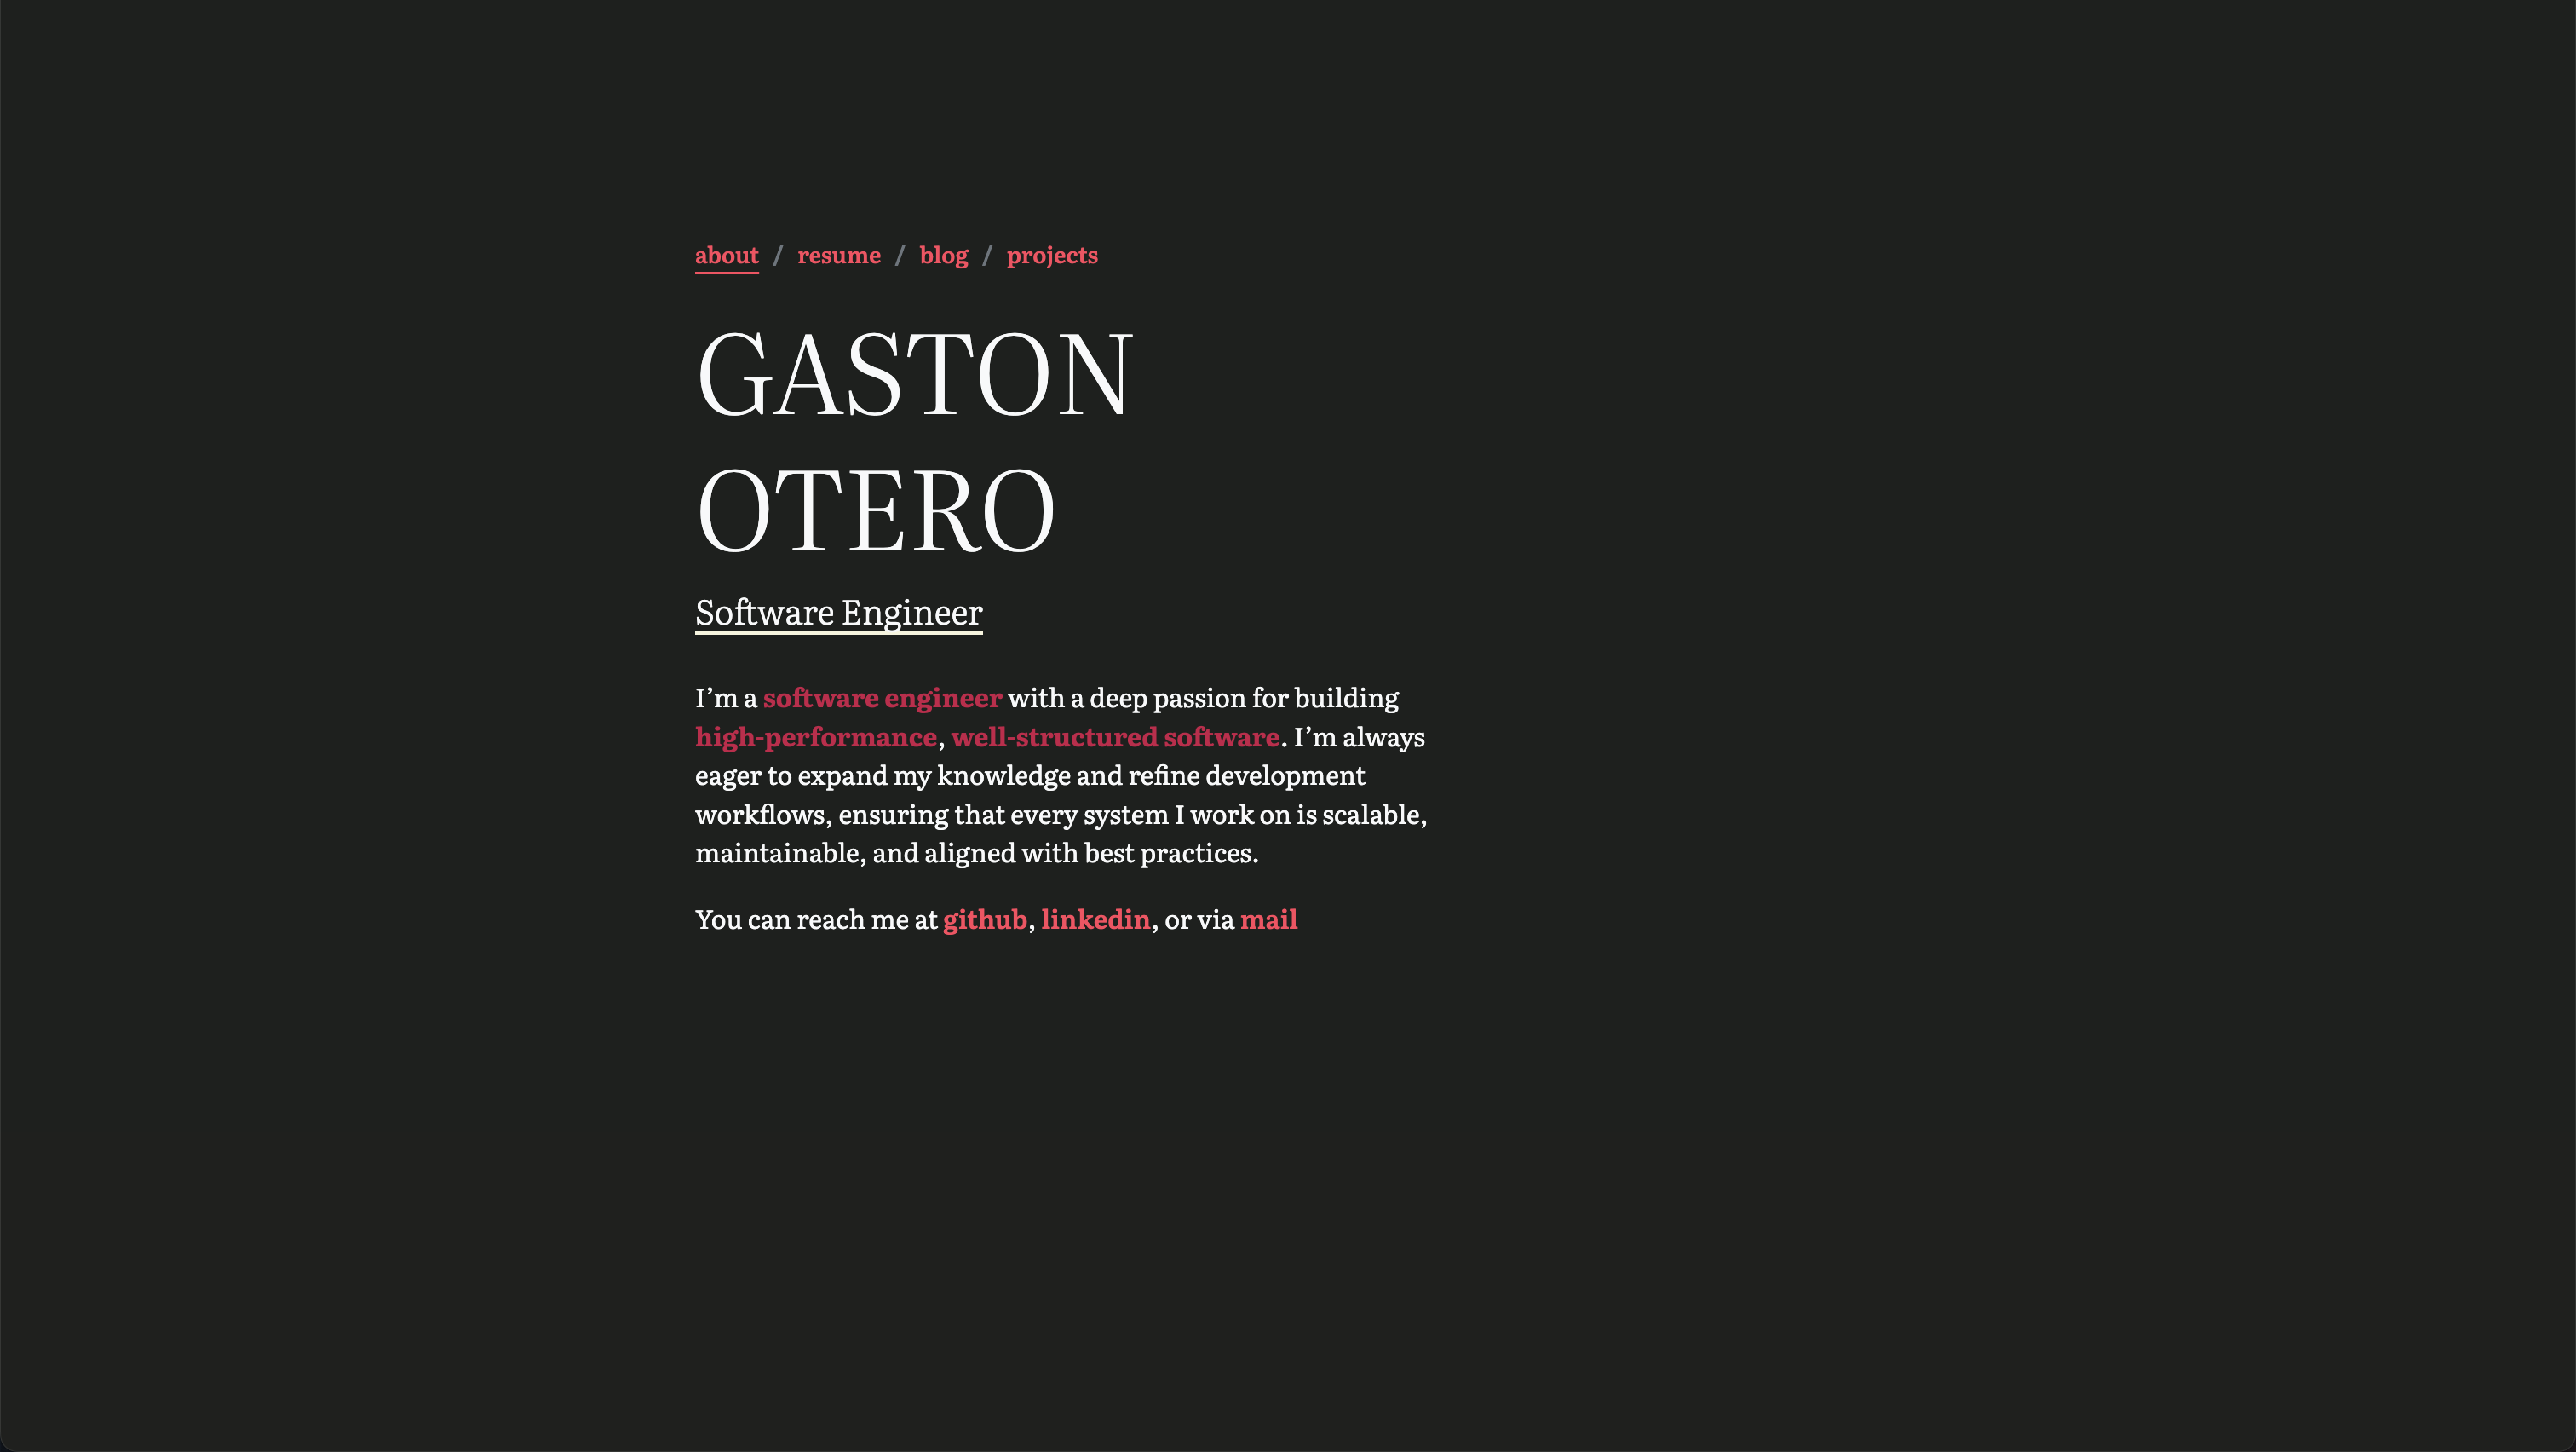 about / resume / blog / projects
GASTON
OTERO
Software Engineer
I’m a software engineer with a deep passion for building
high-performance, well-structured software. I’m always
eager to expand my knowledge and refine development
workflows, ensuring that every system I work on is scalable,
maintainable, and aligned with best practices.
You can reach me at github, linkedin, or via mail